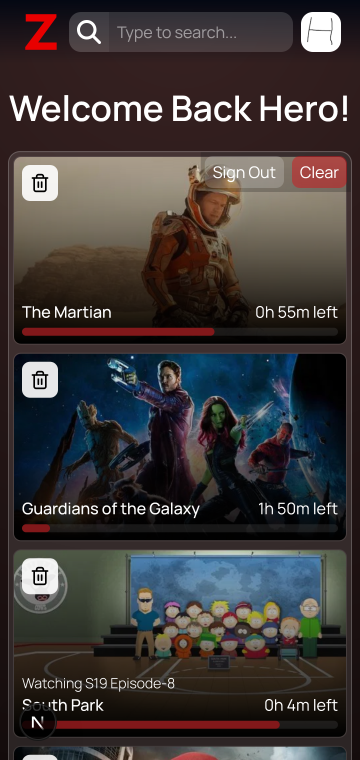 Z
Type to search...
Welcome Back Hero!
Sign Out
Clear
The Martian
0h 55m left
Guardians of the Galaxy
1h 50m left
Watching S19 Episode-8
South Park
0h 4m left
N